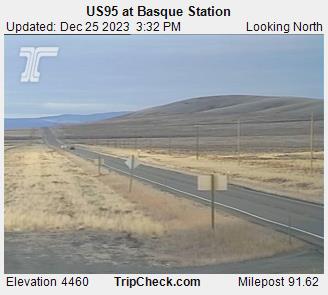 US95 at Basque Station
Updated: Dec 25 2023  3:32 PM Looking North
Elevation 4460 TripCheck.com Milepost 91.62